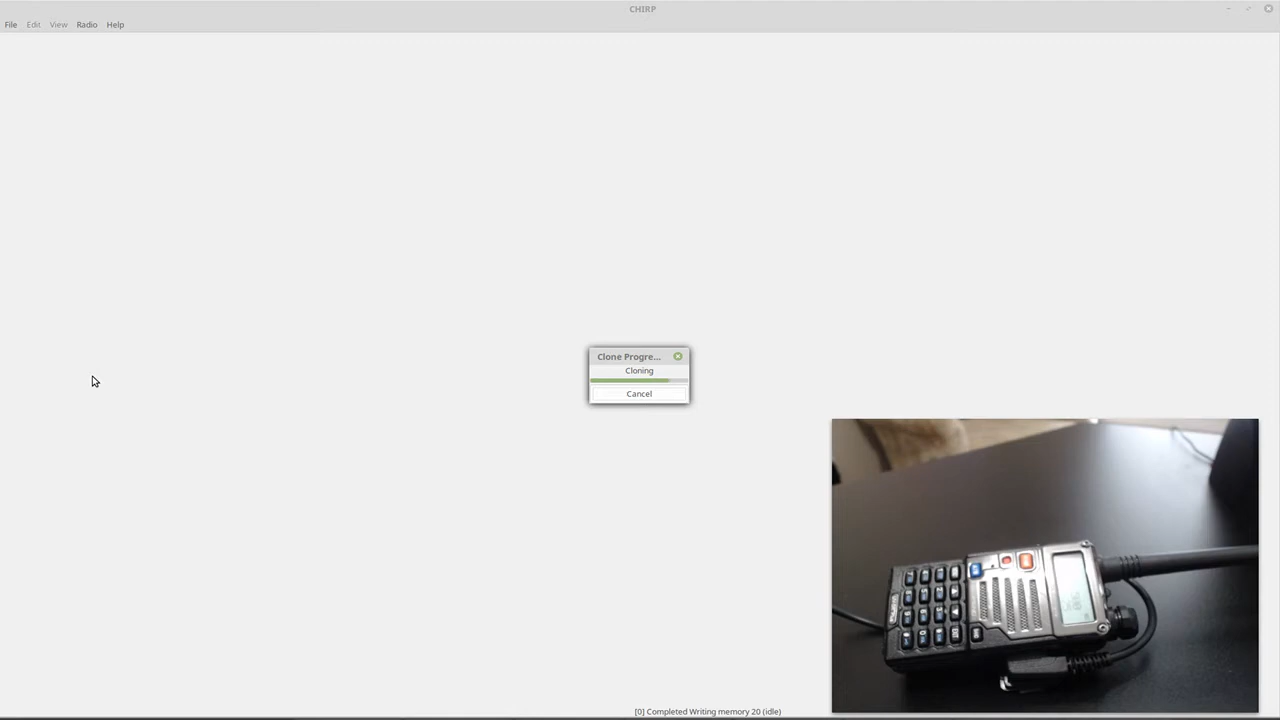 CHIRP
File Edit View Radio Help
Clone Progre...
Cloning
Cancel
[0] Completed Writing memory 20 (idle)